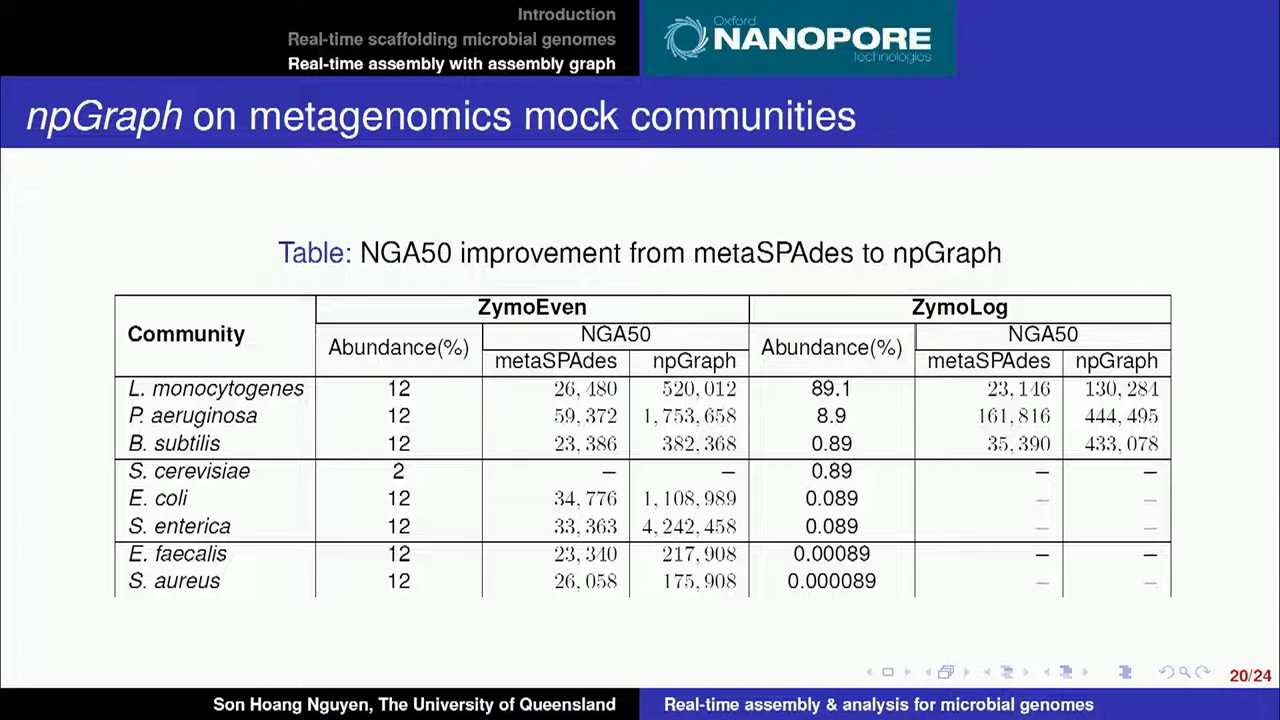 Introduction
Real-time scaffolding microbial genomes
Real-time assembly with assembly graph
Oxford
NANOPORE
Technologies
npGraph on metagenomics mock communities
Table: NGA50 improvement from metaSPAdes to npGraph
Community ZymoEven ZymoLog
Abundance(%) NGA50 Abundance(%) NGA50
metaSPAdes npGraph metaSPAdes npGraph
L. monocytogenes 12 26,480 520,012 89.1 23,146 130,284
P. aeruginosa 12 59,372 1,753,658 8.9 161,816 444,495
B. subtilis 12 23,386 382,368 0.89 35,390 433,078
S. cerevisiae 2 – – 0.89 – –
E. coli 12 34,776 1,108,989 0.089 – –
S. enterica 12 33,363 4,242,458 0.089 – –
E. faecalis 12 23,340 217,908 0.00089 – –
S. aureus 12 26,058 175,908 0.000089 – –
20/24
Son Hoang Nguyen, The University of Queensland Real-time assembly & analysis for microbial genomes